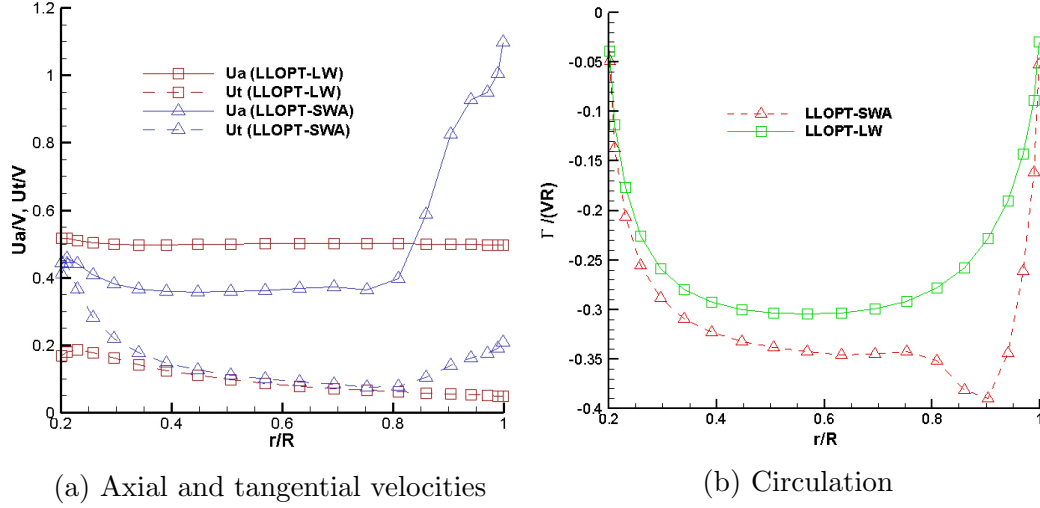 1.2
1
0.8
0.6
0.4
0.2
0
Ua/V, Ut/V
Ua (LLOPT-LW)
Ut (LLOPT-LW)
Ua (LLOPT-SWA)
Ut (LLOPT-SWA)
0.2 0.4 0.6 0.8 1
r/R
(a) Axial and tangential velocities
0
-0.05
-0.1
-0.15
-0.2
-0.25
-0.3
-0.35
-0.4
Γ/(VR)
LLOPT-SWA
LLOPT-LW
0.2 0.4 0.6 0.8 1
r/R
(b) Circulation